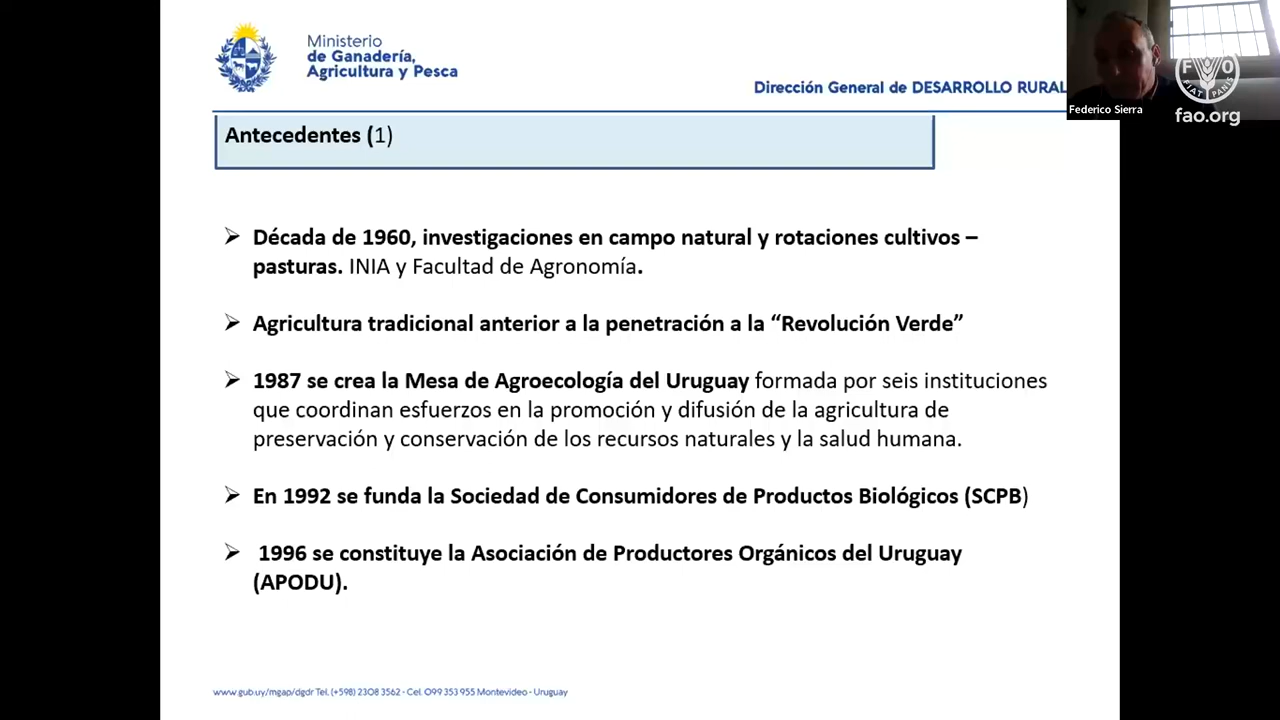 Ministerio
de Ganadería,
Agricultura y Pesca
Dirección General de DESARROLLO RURAL
Federico Sierra
F O
FIAT PANIS
fao.org
Antecedentes (1)
➢ Década de 1960, investigaciones en campo natural y rotaciones cultivos –
pasturas. INIA y Facultad de Agronomía.
➢ Agricultura tradicional anterior a la penetración a la “Revolución Verde”
➢ 1987 se crea la Mesa de Agroecología del Uruguay formada por seis instituciones
que coordinan esfuerzos en la promoción y difusión de la agricultura de
preservación y conservación de los recursos naturales y la salud humana.
➢ En 1992 se funda la Sociedad de Consumidores de Productos Biológicos (SCPB)
➢ 1996 se constituye la Asociación de Productores Orgánicos del Uruguay
(APODU).
www.gub.uy/mgap/dgdr Tel. (+598) 2308 3562 - Cel. 099 353 955 Montevideo - Uruguay